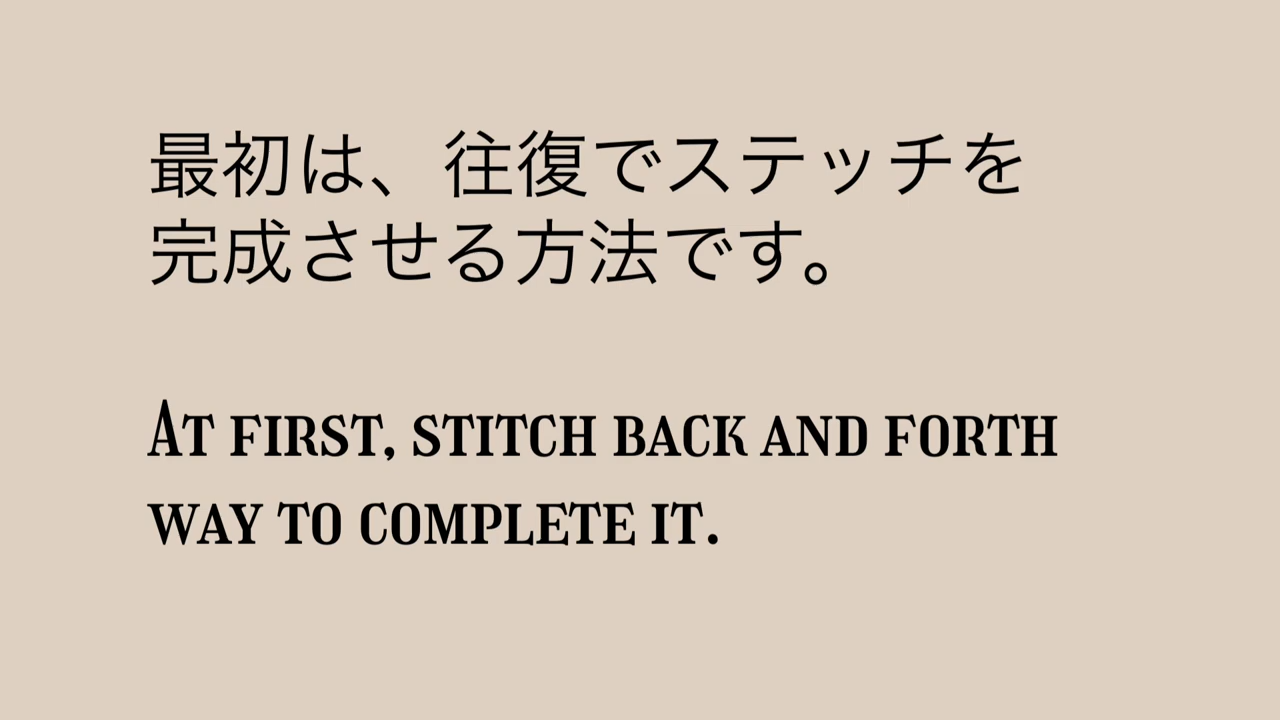 最初は、往復でステッチを
完成させる方法です。
At first, stitch back and forth
way to complete it.